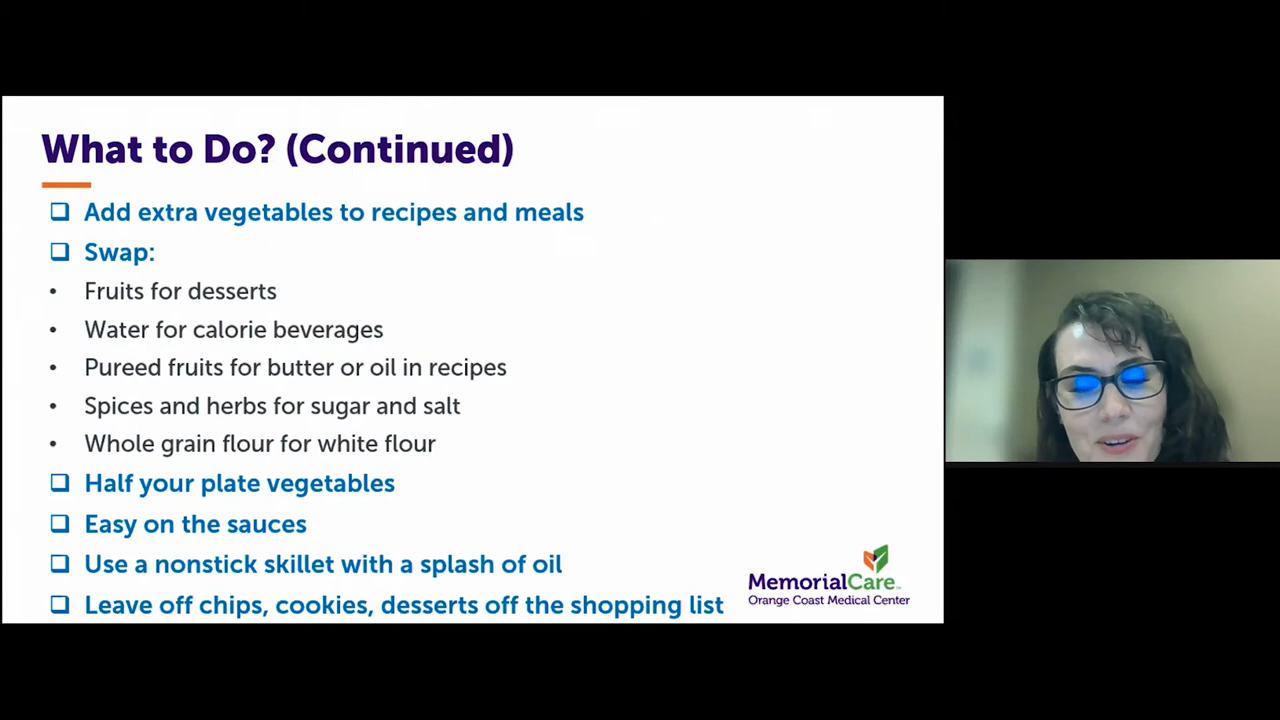 What to Do? (Continued)
❑ Add extra vegetables to recipes and meals
❑ Swap:
• Fruits for desserts
• Water for calorie beverages
• Pureed fruits for butter or oil in recipes
• Spices and herbs for sugar and salt
• Whole grain flour for white flour
❑ Half your plate vegetables
❑ Easy on the sauces
❑ Use a nonstick skillet with a splash of oil
❑ Leave off chips, cookies, desserts off the shopping list
MemorialCare™
Orange Coast Medical Center